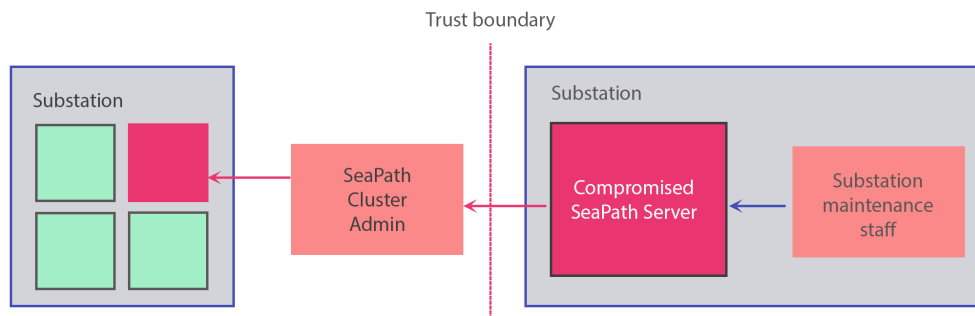 Trust boundary
Substation
SeaPath
Cluster
Admin
Substation
Compromised
SeaPath Server
Substation
maintenance
staff